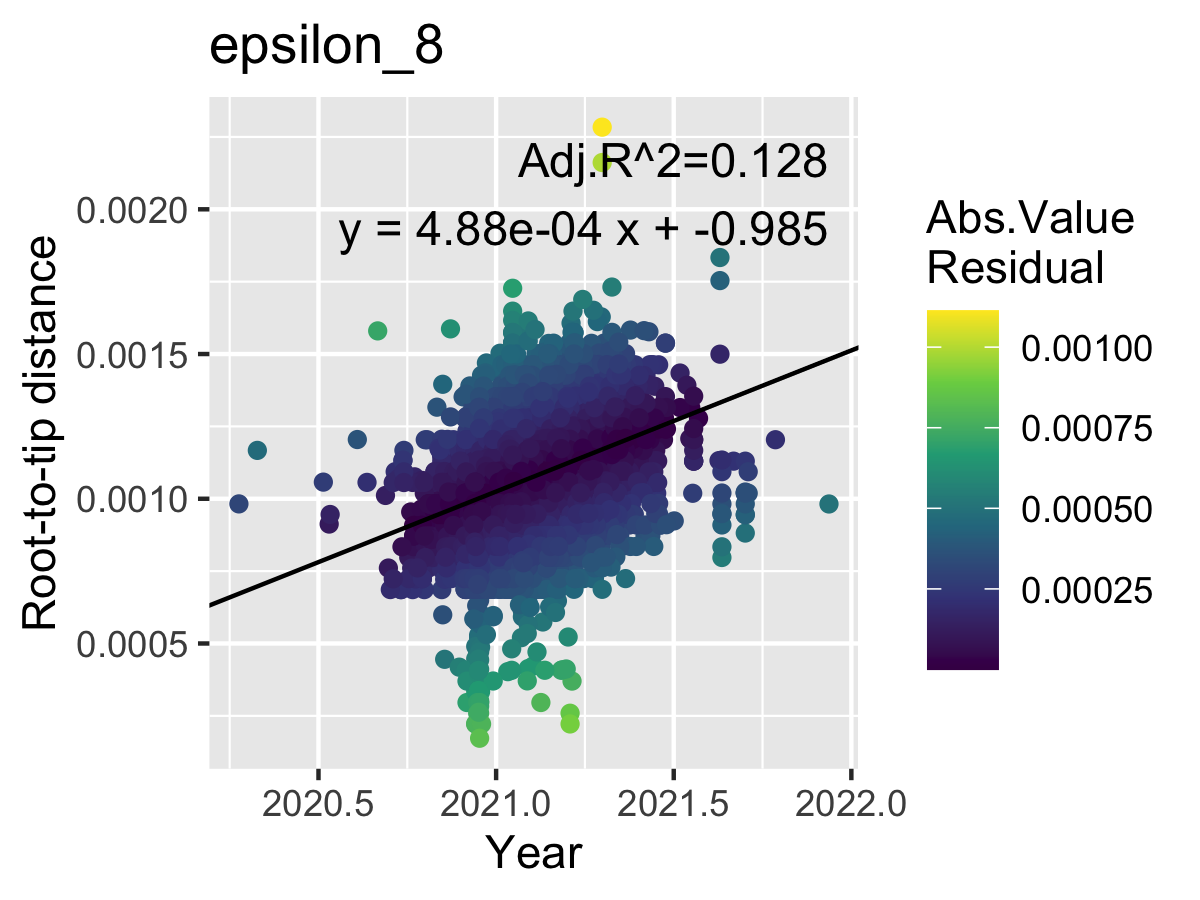 epsilon_8
Adj.R^2=0.128
y = 4.88e-04 x + -0.985
Root-to-tip distance
0.0020
0.0015
0.0010
0.0005
2020.5
2021.0
2021.5
2022.0
Year
Abs.Value
Residual
0.00100
0.00075
0.00050
0.00025